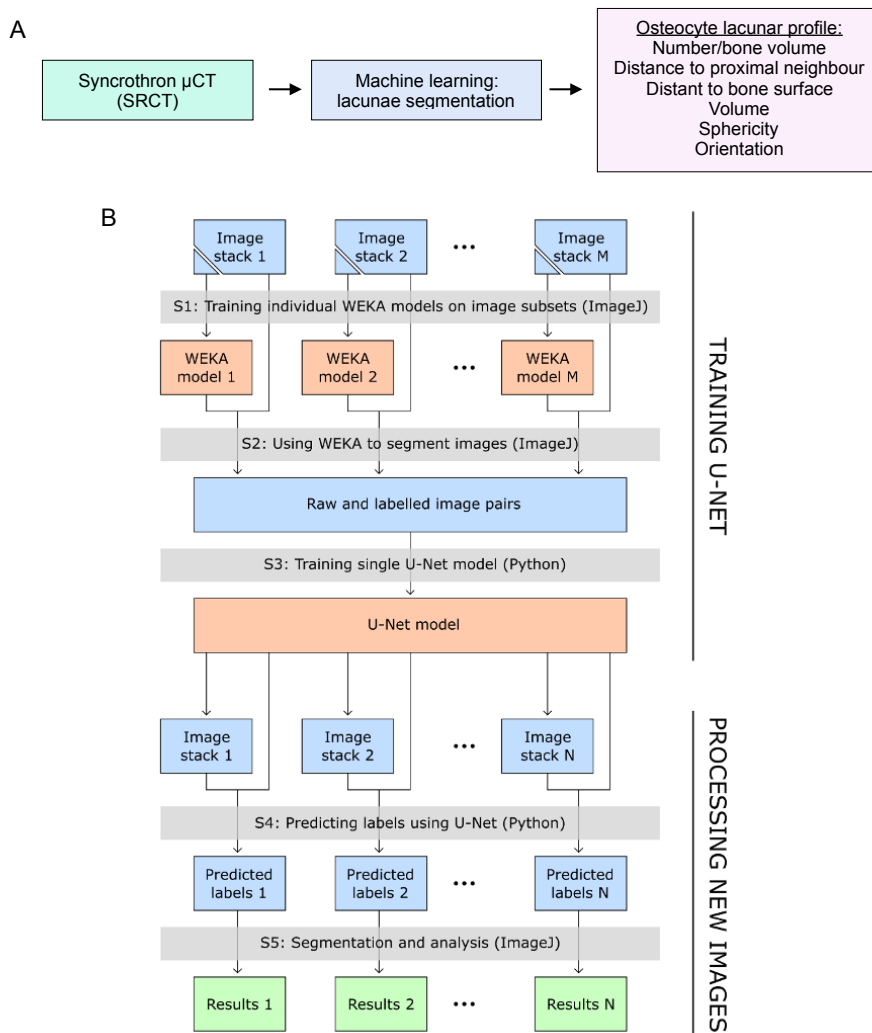 A
Syncrothron µCT
(SRCT)
Machine learning:
lacunae segmentation
Osteocyte lacunar profile:
Number/bone volume
Distance to proximal neighbour
Distant to bone surface
Volume
Sphericity
Orientation
B
Image
stack 1
Image
stack 2
•••
Image
stack M
S1: Training individual WEKA models on image subsets (ImageJ)
WEKA
model 1
WEKA
model 2
•••
WEKA
model M
S2: Using WEKA to segment images (ImageJ)
Raw and labelled image pairs
S3: Training single U-Net model (Python)
U-Net model
TRAINING U-NET
Image
stack 1
Image
stack 2
•••
Image
stack N
S4: Predicting labels using U-Net (Python)
Predicted
labels 1
Predicted
labels 2
•••
Predicted
labels N
S5: Segmentation and analysis (ImageJ)
Results 1
Results 2
•••
Results N
PROCESSING NEW IMAGES